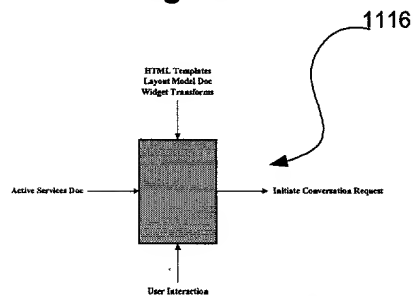 1116
HTML Templates
Layout Model Doc
Widget Transforms
Active Services Doc
Initiate Conversation Request
User Interaction